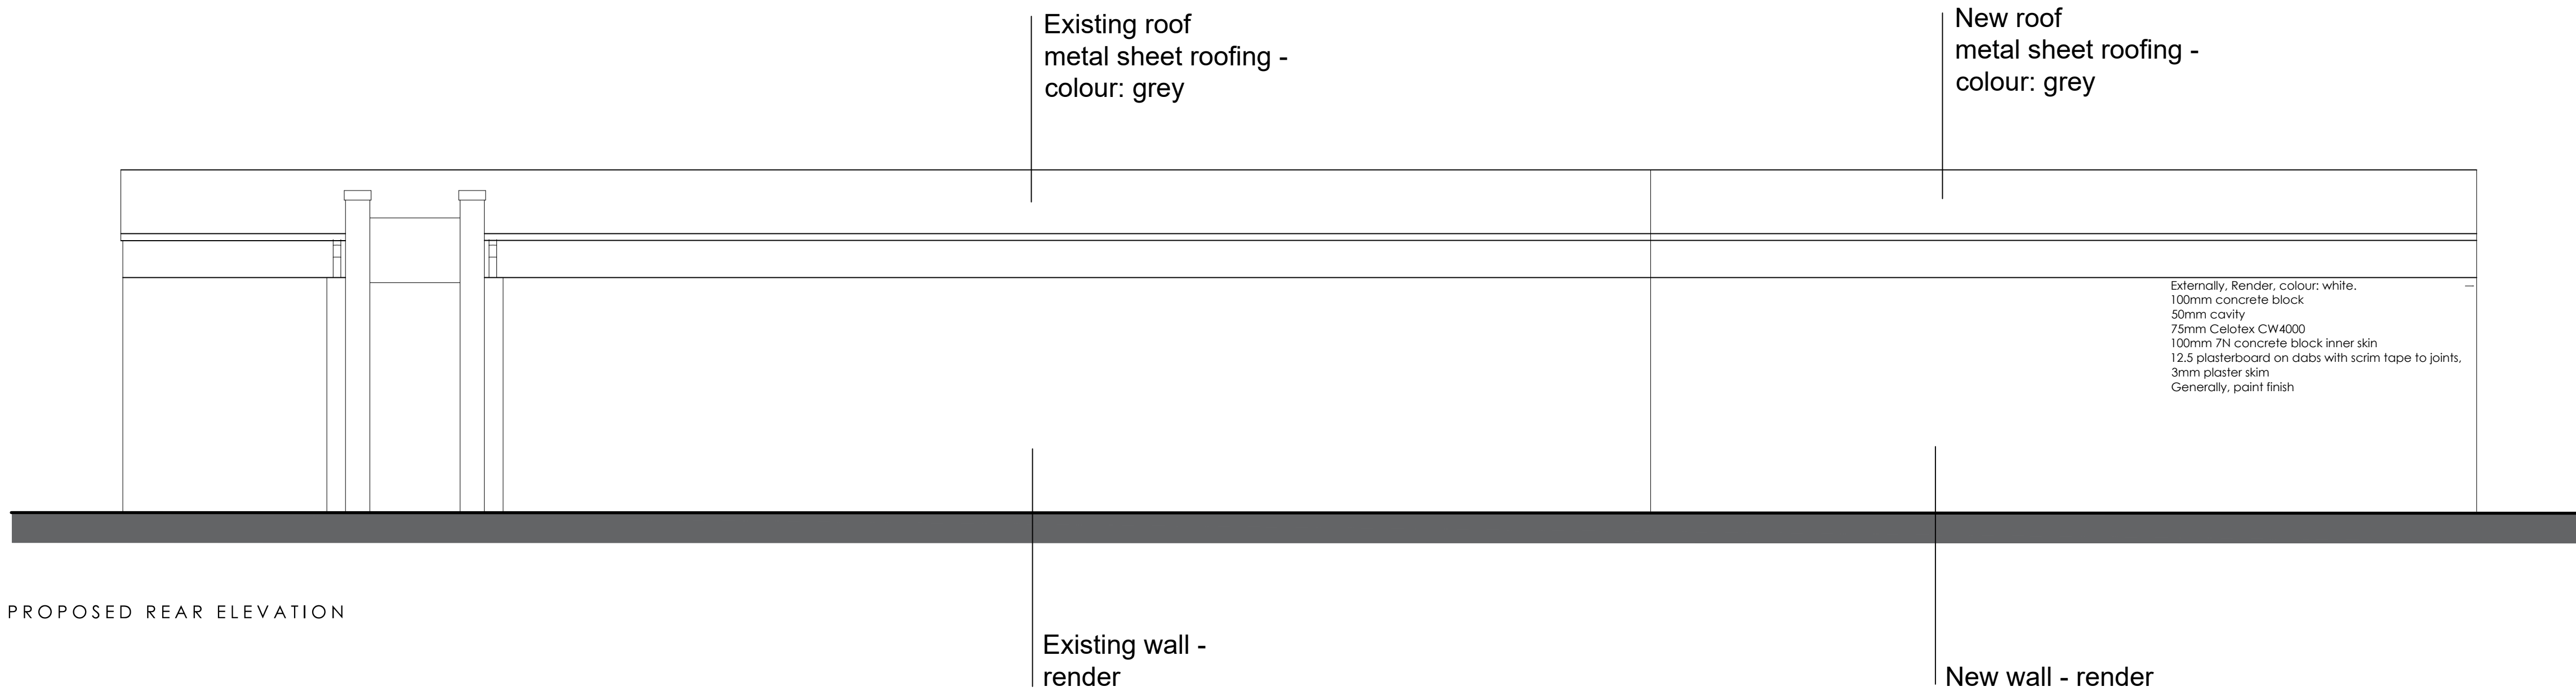 Existing roof
metal sheet roofing -
colour: grey
New roof
metal sheet roofing -
colour: grey
Externally, Render, colour: white.
100mm concrete block
50mm cavity
75mm Celotex CW4000
100mm 7N concrete block inner skin
12.5 plasterboard on dabs with scrim tape to joints,
3mm plaster skim
Generally, paint finish
PROPOSED REAR ELEVATION
Existing wall -
render
New wall - render